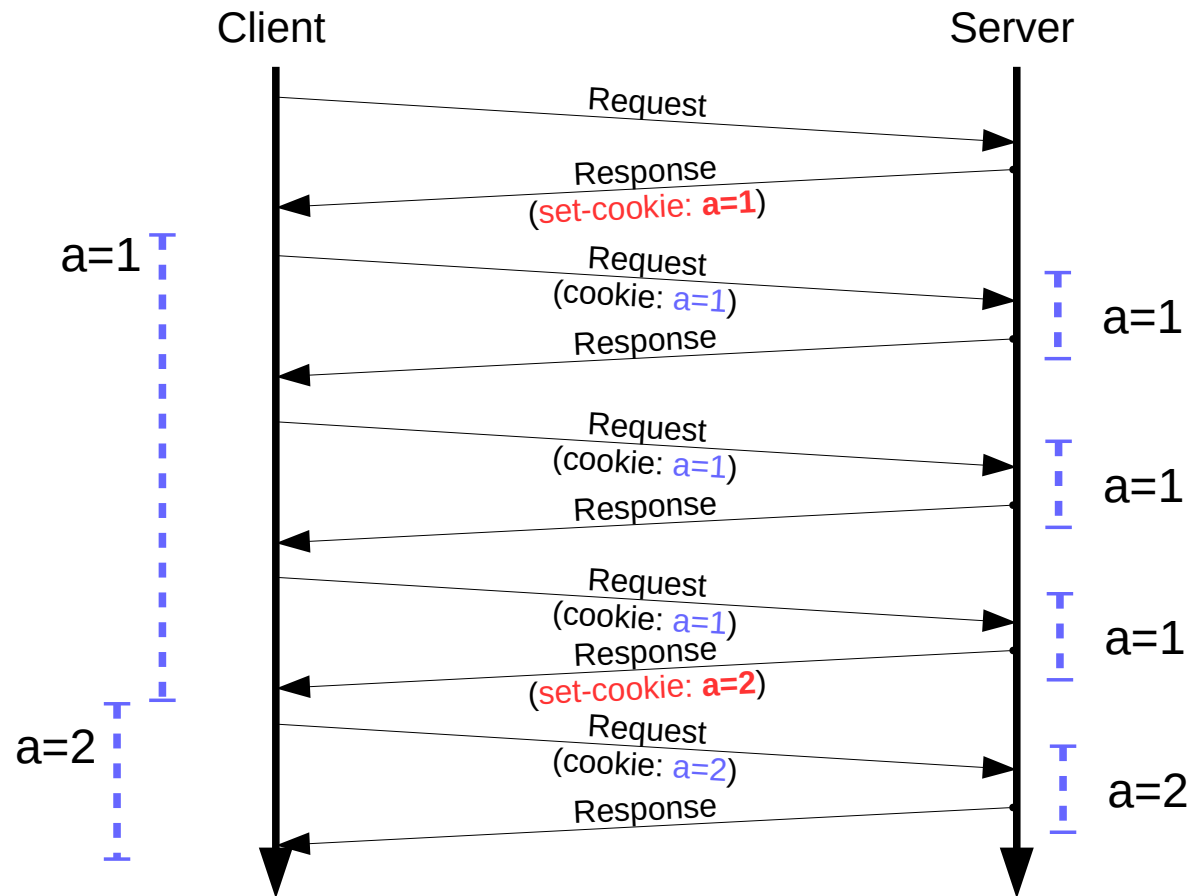 Client
Server
Request
Response
(set-cookie: a=1)
a=1
Request
(cookie: a=1)
a=1
Response
Request
(cookie: a=1)
a=1
Response
Request
(cookie: a=1)
a=1
Response
(set-cookie: a=2)
a=2
Request
(cookie: a=2)
a=2
Response